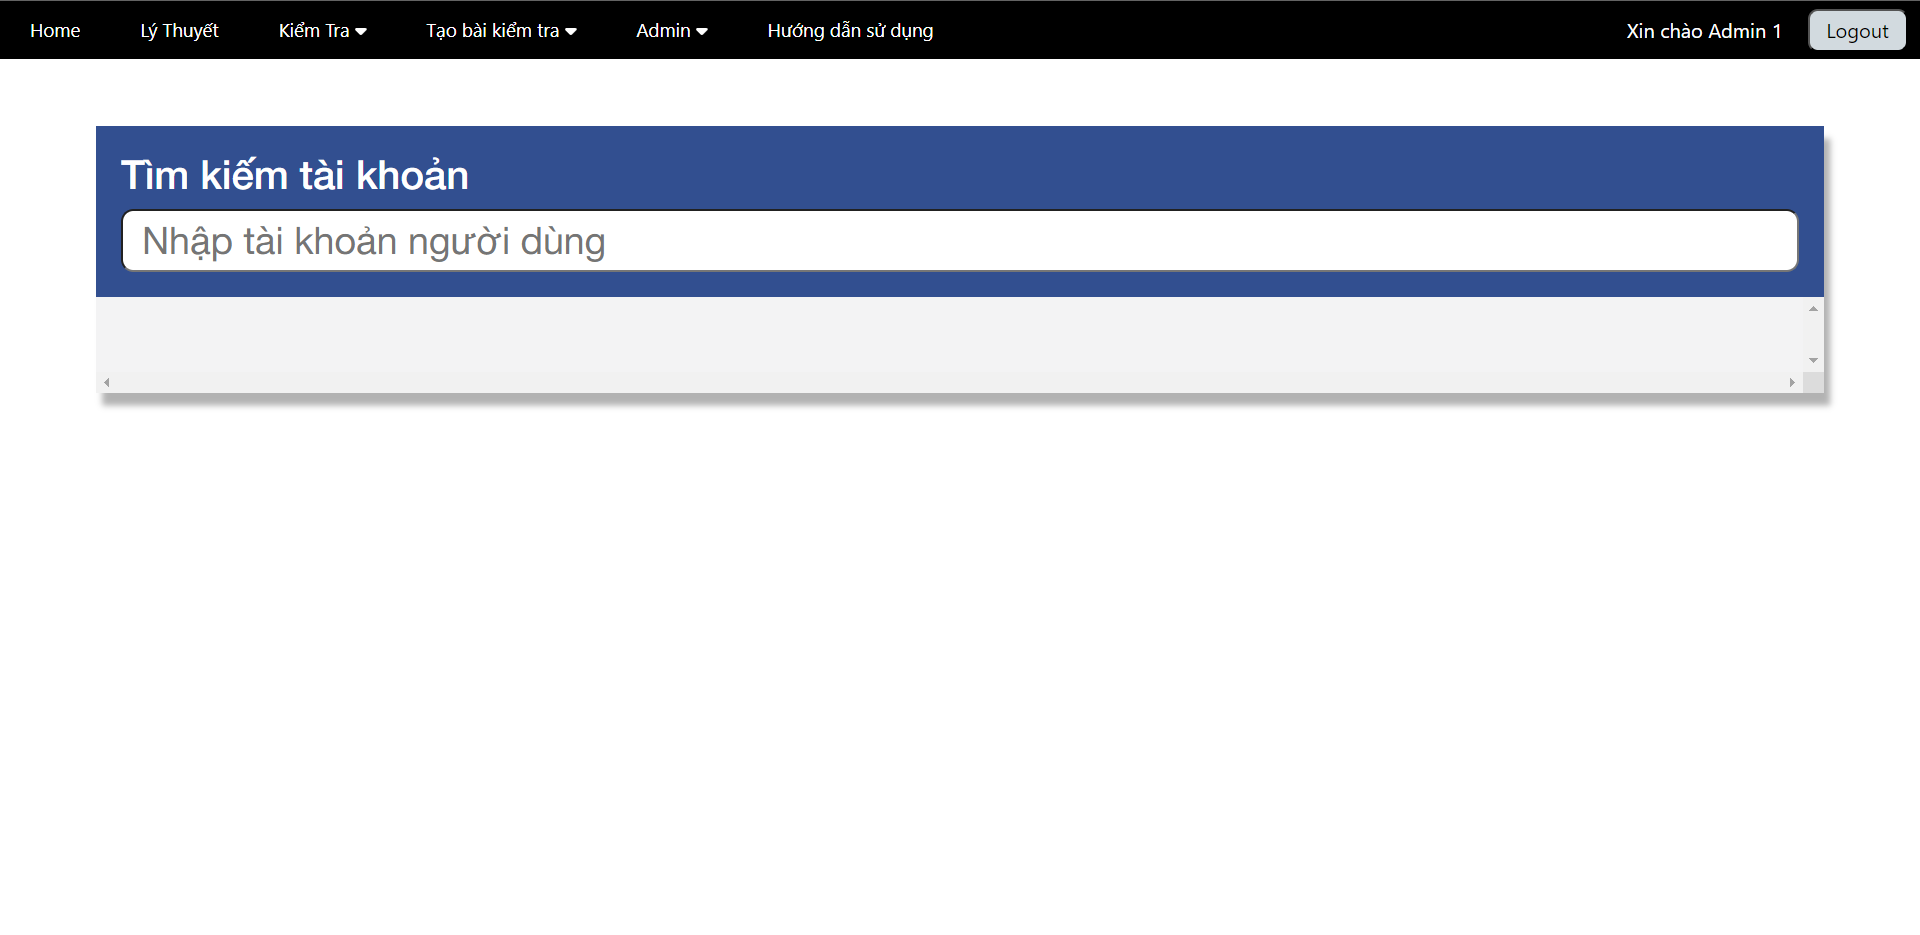 Home Lý Thuyết Kiểm Tra Tạo bài kiểm tra Admin Hướng dẫn sử dụng Xin chào Admin 1 Logout
Tìm kiếm tài khoản
Nhập tài khoản người dùng